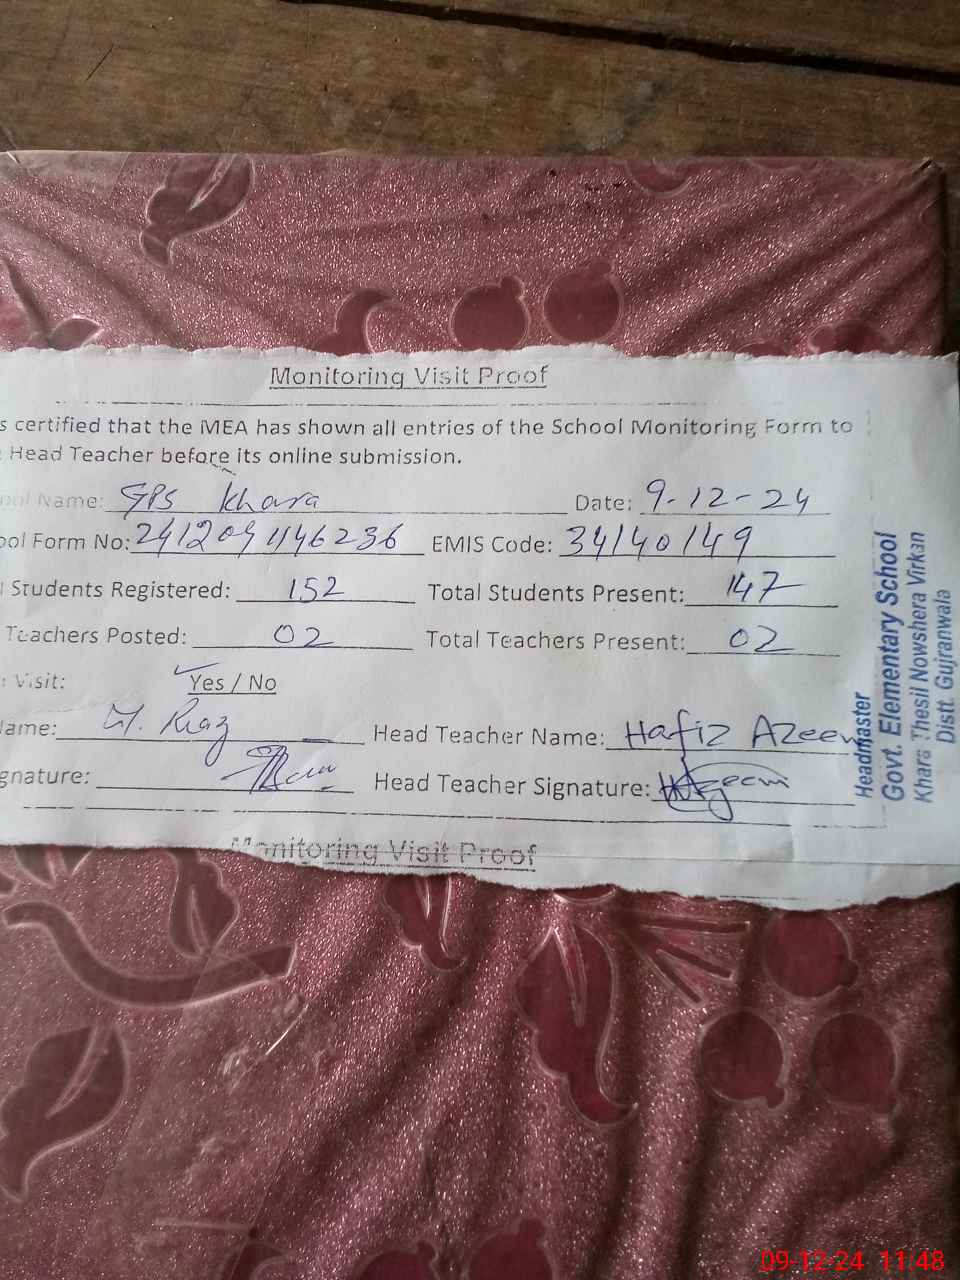 Monitoring Visit Proof
s certified that the MEA has shown all entries of the School Monitoring Form to
Head Teacher before its online submission.
ool Name: GPS Khara Date: 9-12-24
ool Form No: 241209446236 EMIS Code: 34140149
Students Registered: 152 Total Students Present: 147
Teachers Posted: 02 Total Teachers Present: 02
Visit: Yes / No
Name: M. Riaz Head Teacher Name: Hafiz Azeem
gnature: Head Teacher Signature: Azeem
Headmaster
Govt. Elementary School
Khara Thesil Nowshera Virkan
Distt. Gujranwala
Monitoring Visit Proof
09-12-24 11:48